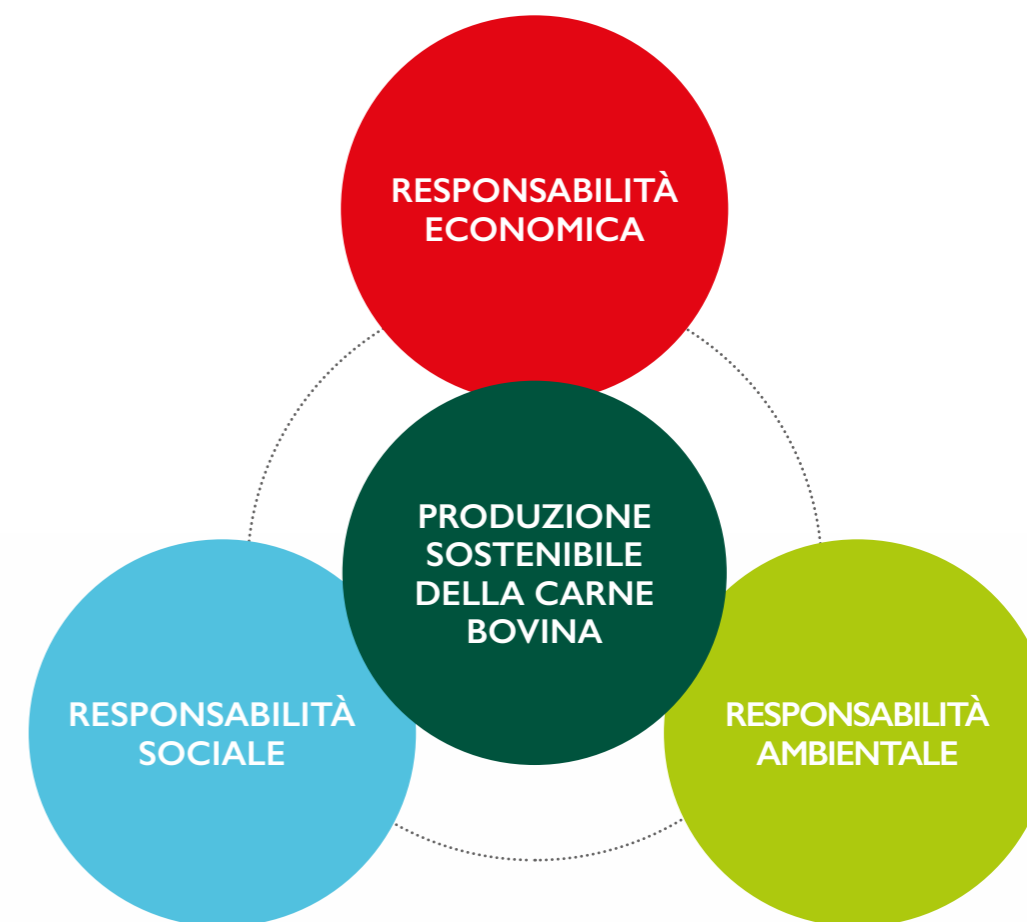 RESPONSABILITÀ
ECONOMICA
PRODUZIONE
SOSTENIBILE
DELLA CARNE
BOVINA
RESPONSABILITÀ
SOCIALE
RESPONSABILITÀ
AMBIENTALE